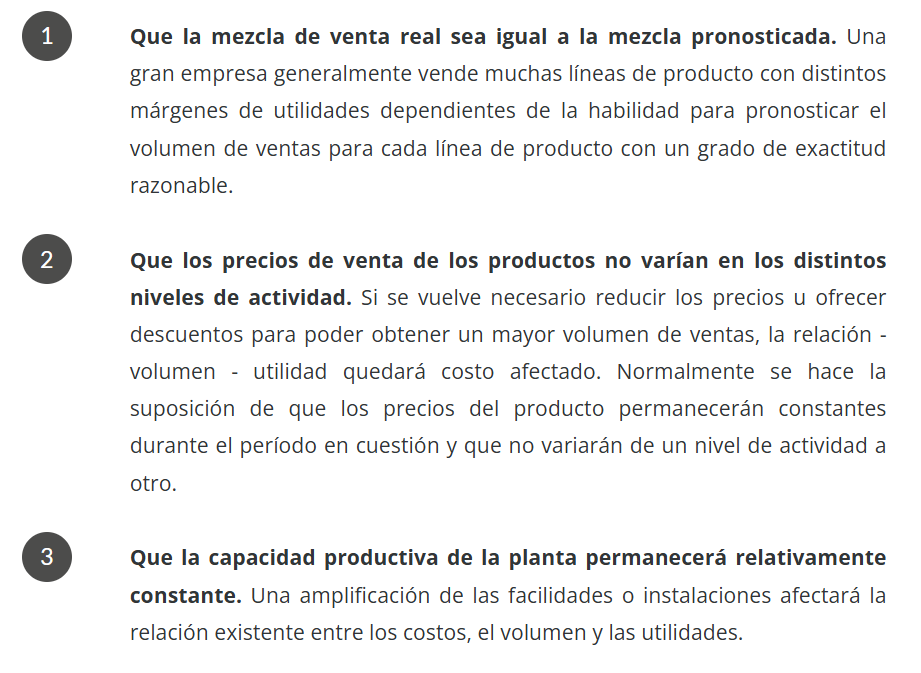 1
Que la mezcla de venta real sea igual a la mezcla pronosticada. Una
gran empresa generalmente vende muchas líneas de producto con distintos
márgenes de utilidades dependientes de la habilidad para pronosticar el
volumen de ventas para cada línea de producto con un grado de exactitud
razonable.
2
Que los precios de venta de los productos no varían en los distintos
niveles de actividad. Si se vuelve necesario reducir los precios u ofrecer
descuentos para poder obtener un mayor volumen de ventas, la relación -
volumen - utilidad quedará costo afectado. Normalmente se hace la
suposición de que los precios del producto permanecerán constantes
durante el período en cuestión y que no variarán de un nivel de actividad a
otro.
3
Que la capacidad productiva de la planta permanecerá relativamente
constante. Una amplificación de las facilidades o instalaciones afectará la
relación existente entre los costos, el volumen y las utilidades.